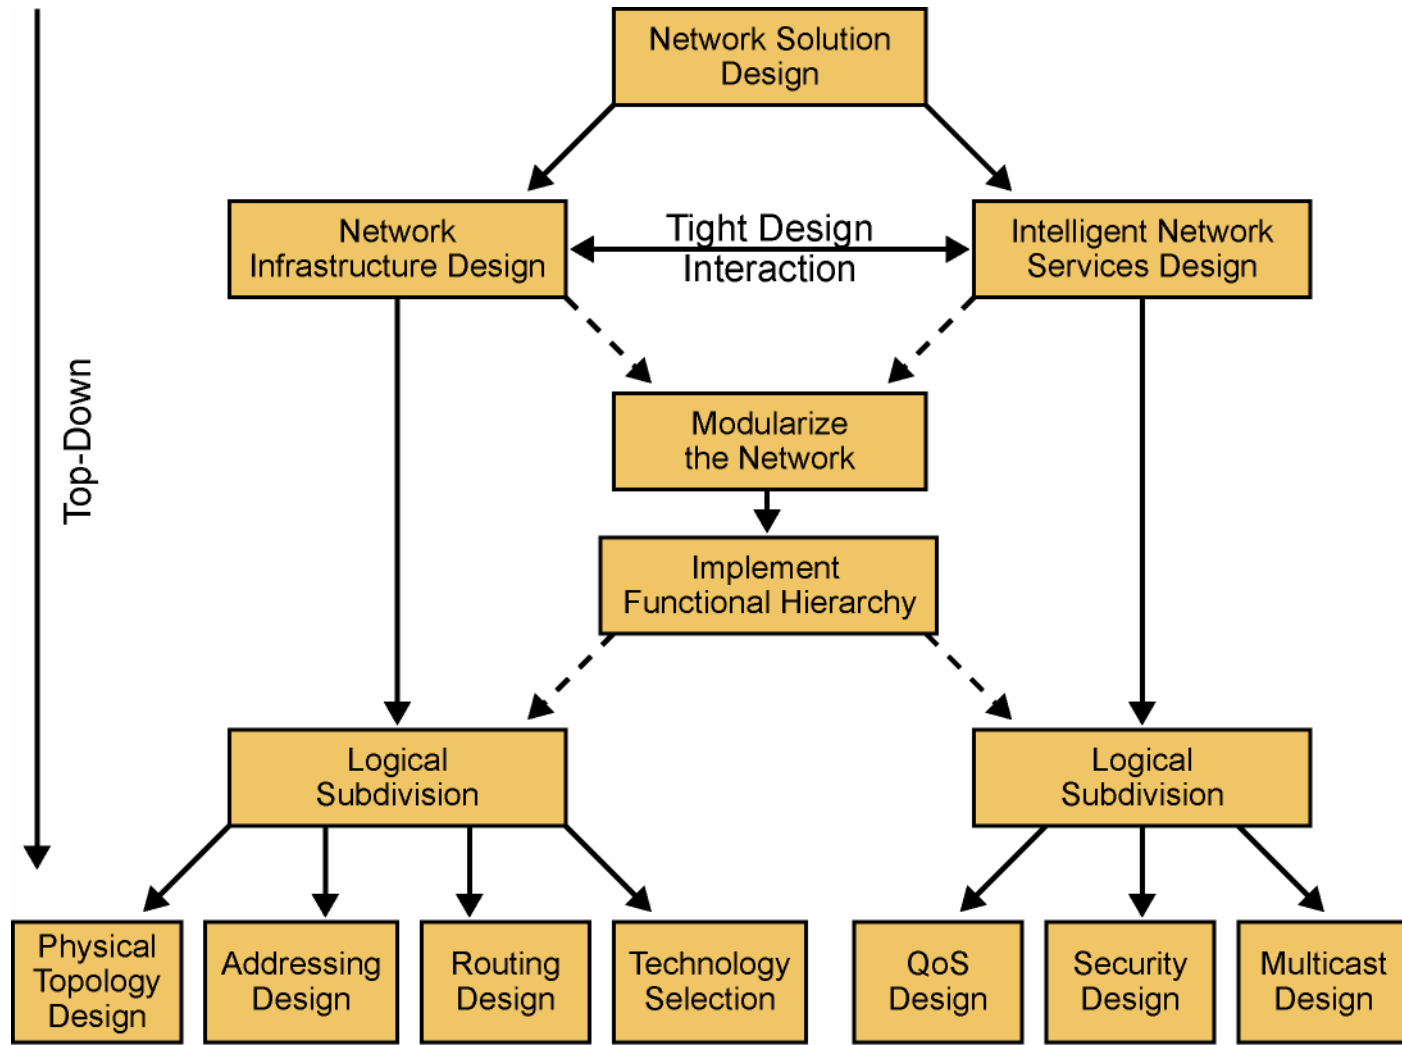 Network Solution
Design
Network
Infrastructure Design
Tight Design
Interaction
Intelligent Network
Services Design
Top-Down
Modularize
the Network
Implement
Functional Hierarchy
Logical
Subdivision
Logical
Subdivision
Physical
Topology
Design
Addressing
Design
Routing
Design
Technology
Selection
QoS
Design
Security
Design
Multicast
Design